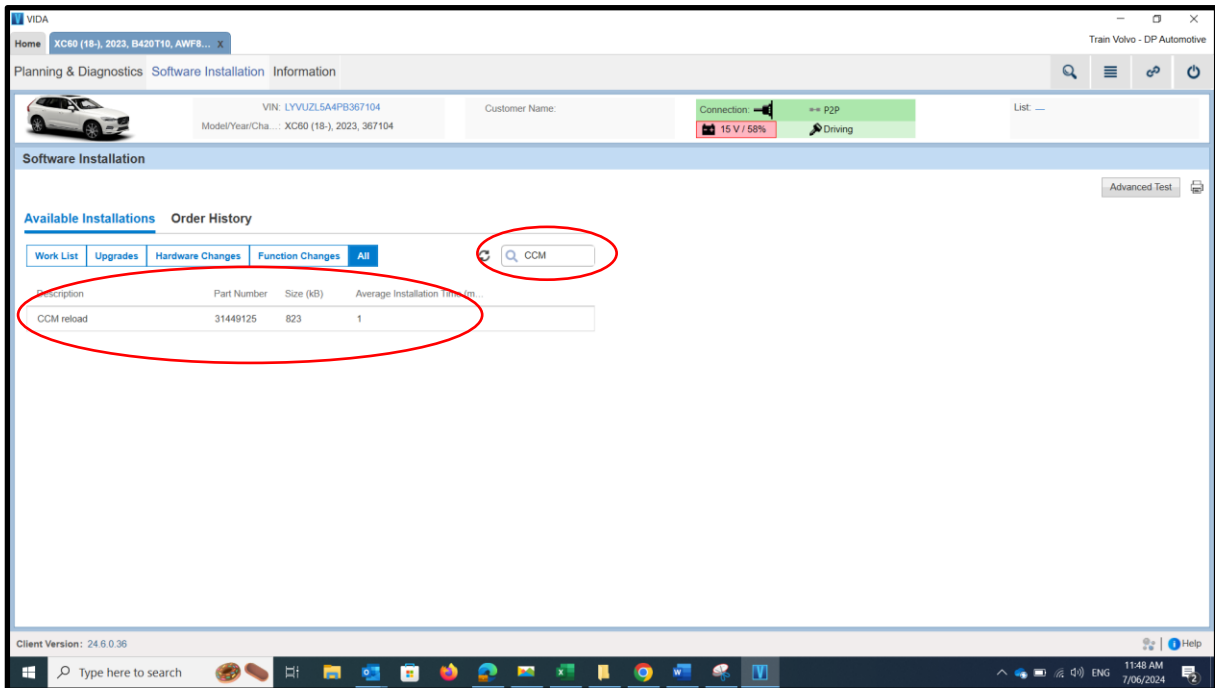 VIDA
Home XC60 (18-), 2023, B420T10, AWF8... X Train Volvo - DP Automotive
Planning & Diagnostics Software Installation Information
VIN: LYVUZL5A4PB367104 Customer Name: Connection: P2P List: —
Model/Year/Cha...: XC60 (18-), 2023, 367104 15 V / 58% Driving
Software Installation
Advanced Test
Available Installations Order History
Work List Upgrades Hardware Changes Function Changes All CCM
Description Part Number Size (kB) Average Installation Time (m...
CCM reload 31449125 823 1
Client Version: 24.6.0.36 Help
Type here to search ENG 11:48 AM
7/06/2024
2